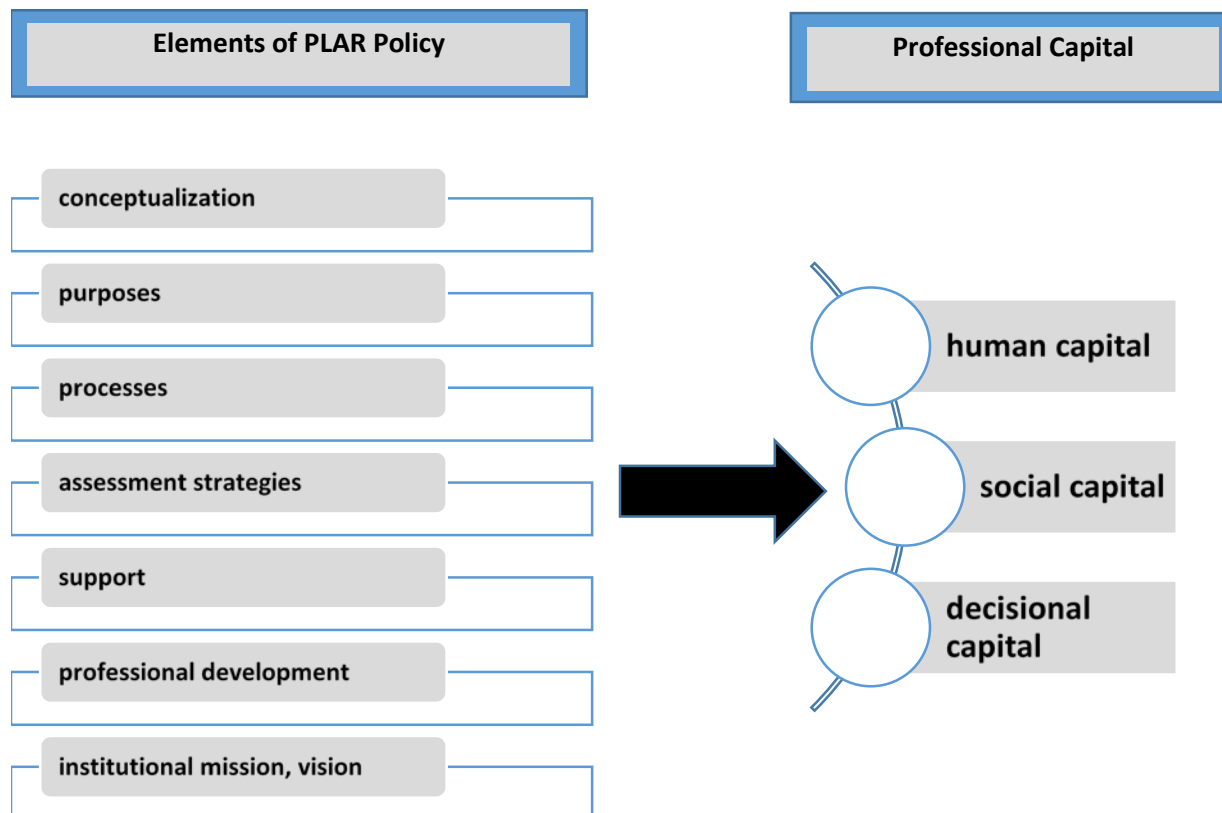 Elements of PLAR Policy
Professional Capital
conceptualization
purposes
processes
assessment strategies
support
professional development
institutional mission, vision
human capital
social capital
decisional
capital